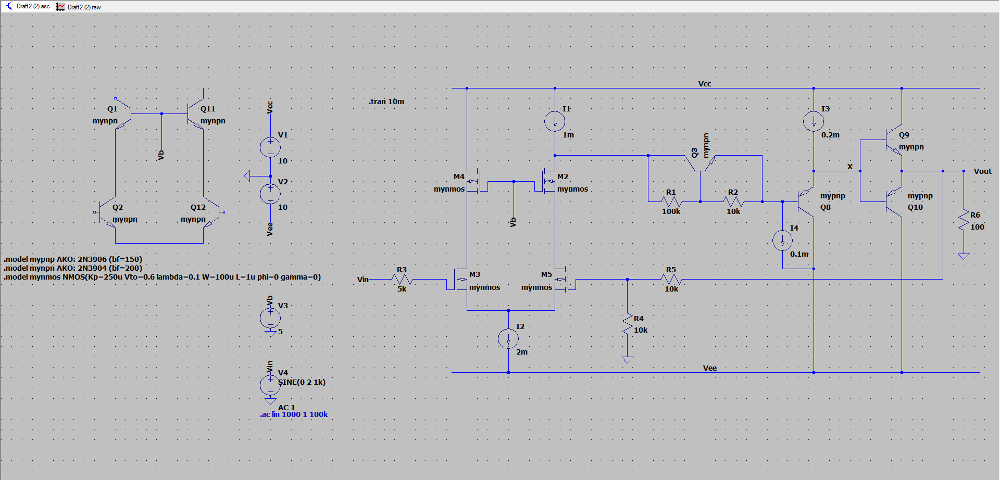 Draft2 (2).asc
Draft2 (2).raw
Q1
mynpn
Q11
mynpn
Vb
Q2
mynpn
Q12
mynpn
Vcc
V1
10
V2
10
Vee
.model mypnp AKO: 2N3906 (bf=150)
.model mynpn AKO: 2N3904 (bf=200)
.model mynmos NMOS(Kp=250u Vto=0.6 lambda=0.1 W=100u L=1u phi=0 gamma=0)
Vb
V3
5
Vin
V4
SINE(0 2 1k)
AC 1
.ac lin 1000 1 100k
.tran 10m
Vcc
I1
1m
M4
mynmos
M2
mynmos
Vb
Vin
R3
5k
M3
mynmos
M5
mynmos
I2
2m
R4
10k
R5
10k
Q3
mynpn
R1
100k
R2
10k
I3
0.2m
I4
0.1m
mypnp
Q8
X
Q9
mynpn
mypnp
Q10
Vout
R6
100
Vee